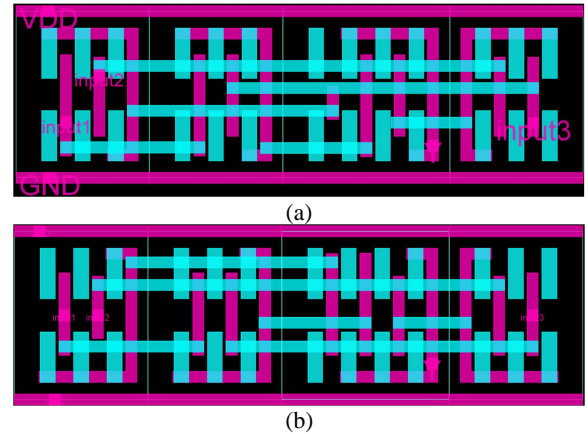 VDD
input2
input1
input3
Y
GND
(a)
input1 input2 input3
Y
(b)